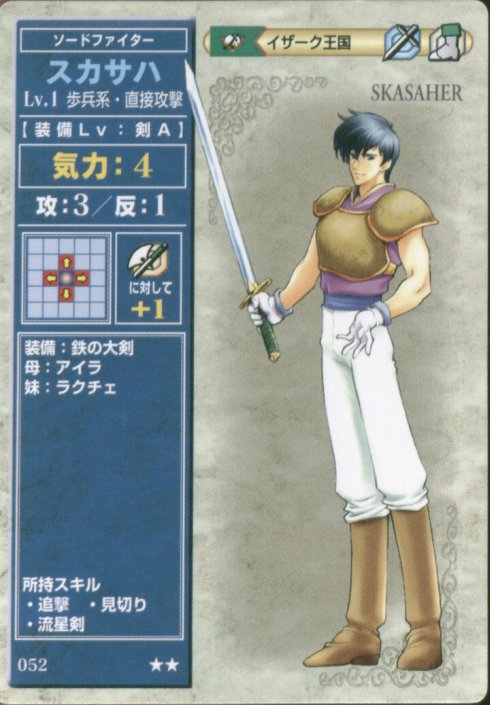 ソードファイター
スカサハ
Lv.1 歩兵系・直接攻撃
【装備Lv：剣A】
気力：4
攻：3／反：1
に対して
+1
装備：鉄の大剣
母：アイラ
妹：ラクチェ
所持スキル
・追撃　・見切り
・流星剣
052 ★★
イザーク王国
SKASAHER